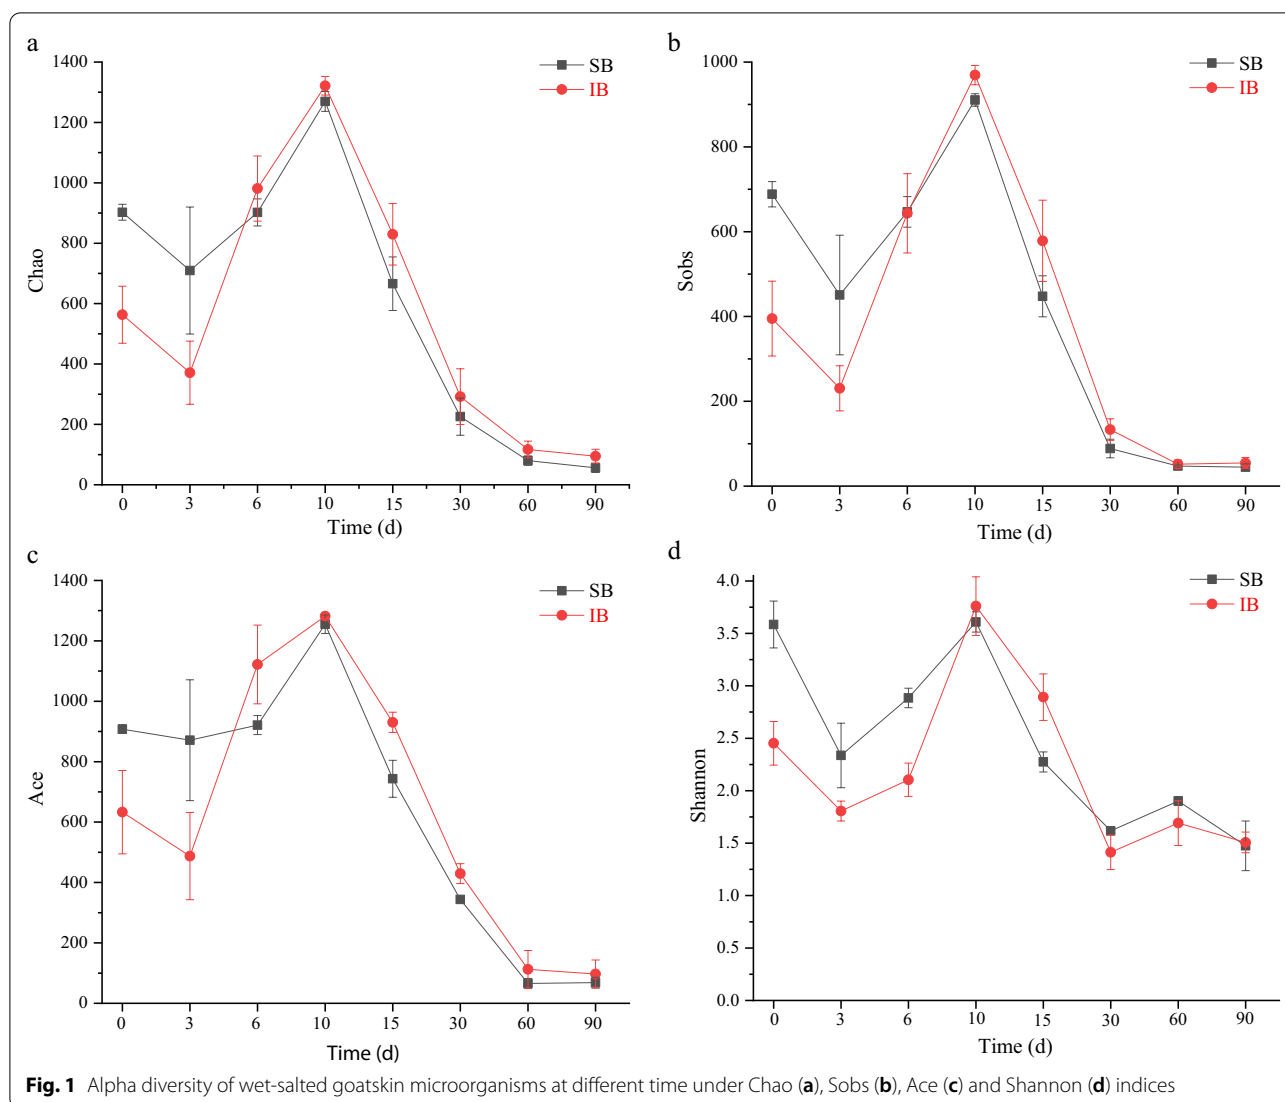 a
1400
1200
1000
800
600
400
200
0
Chao
SB
IB
0 3 6 10 15 30 60 90
Time (d)
b
1000
800
600
400
200
0
Sobs
SB
IB
0 3 6 10 15 30 60 90
Time (d)
c
1400
1200
1000
800
600
400
200
0
Ace
SB
IB
0 3 6 10 15 30 60 90
Time (d)
d
4.0
3.5
3.0
2.5
2.0
1.5
1.0
0.5
0.0
Shannon
SB
IB
0 3 6 10 15 30 60 90
Time (d)
Fig. 1 Alpha diversity of wet-salted goatskin microorganisms at different time under Chao (a), Sobs (b), Ace (c) and Shannon (d) indices